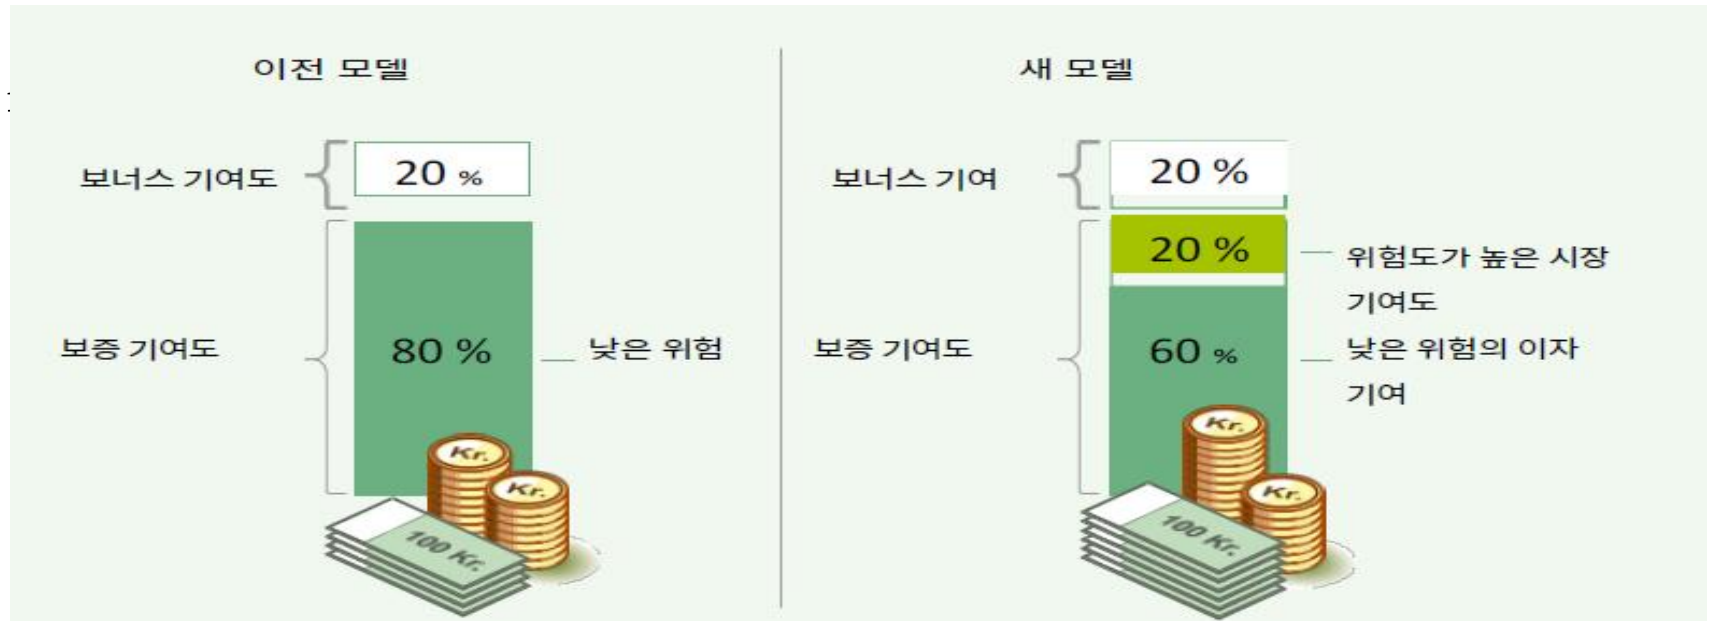 이전 모델
보너스 기여도
20 %
보증 기여도
80 %
낮은 위험
Kr.
Kr.
100 Kr.
새 모델
보너스 기여
20 %
20 %
위험도가 높은 시장
기여도
보증 기여도
60 %
낮은 위험의 이자
기여
Kr.
Kr.
100 Kr.